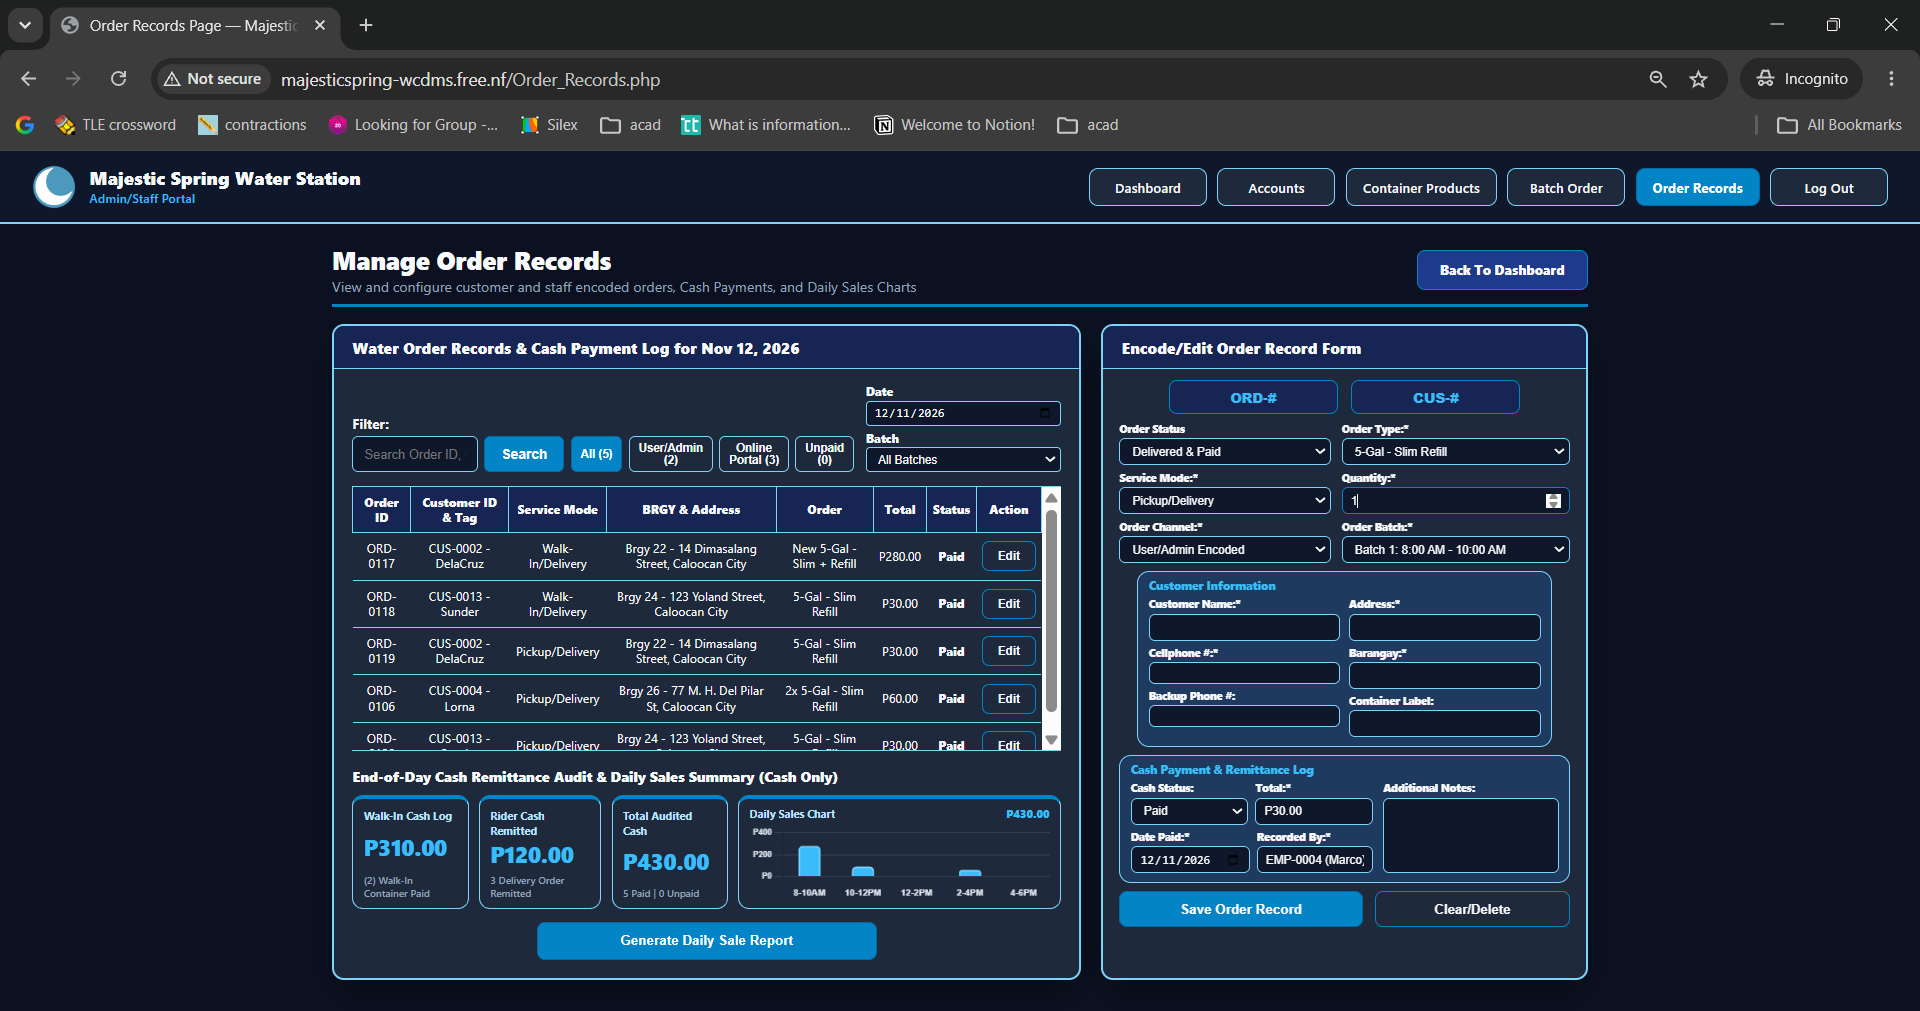 Order Records Page — Majestic
Not secure
majesticspring-wcdms.free.nf/Order_Records.php
Incognito
TLE crossword
contractions
Looking for Group -...
Silex
acad
What is information...
Welcome to Notion!
acad
All Bookmarks
Majestic Spring Water Station
Admin/Staff Portal
Dashboard
Accounts
Container Products
Batch Order
Order Records
Log Out
Manage Order Records
View and configure customer and staff encoded orders, Cash Payments, and Daily Sales Charts
Back To Dashboard
Water Order Records & Cash Payment Log for Nov 12, 2026
Filter:
Search Order ID,
Search
All (5)
User/Admin
(2)
Online
Portal (3)
Unpaid
(0)
Date
12/11/2026
Batch
All Batches
Order ID Customer ID & Tag Service Mode BRGY & Address Order Total Status Action
ORD-0117 CUS-0002 - DelaCruz Walk-In/Delivery Brgy 22 - 14 Dimasalang Street, Caloocan City New 5-Gal - Slim + Refill P280.00 Paid Edit
ORD-0118 CUS-0013 - Sunder Walk-In/Delivery Brgy 24 - 123 Yoland Street, Caloocan City 5-Gal - Slim Refill P30.00 Paid Edit
ORD-0119 CUS-0002 - DelaCruz Pickup/Delivery Brgy 22 - 14 Dimasalang Street, Caloocan City 5-Gal - Slim Refill P30.00 Paid Edit
ORD-0106 CUS-0004 - Lorna Pickup/Delivery Brgy 26 - 77 M. H. Del Pilar St, Caloocan City 2x 5-Gal - Slim Refill P60.00 Paid Edit
ORD- CUS-0013 - Pickup/Delivery Brgy 24 - 123 Yoland Street, 5-Gal - Slim P30.00 Paid Edit
End-of-Day Cash Remittance Audit & Daily Sales Summary (Cash Only)
Walk-In Cash Log
P310.00
(2) Walk-In
Container Paid
Rider Cash
Remitted
P120.00
3 Delivery Order
Remitted
Total Audited
Cash
P430.00
5 Paid | 0 Unpaid
Daily Sales Chart
P430.00
P400
P200
P0
8-10AM 10-12PM 12-2PM 2-4PM 4-6PM
Generate Daily Sale Report
Encode/Edit Order Record Form
ORD-#
CUS-#
Order Status
Delivered & Paid
Order Type:*
5-Gal - Slim Refill
Service Mode:*
Pickup/Delivery
Quantity:*
1
Order Channel:*
User/Admin Encoded
Order Batch:*
Batch 1: 8:00 AM - 10:00 AM
Customer Information
Customer Name:*
Address:*
Cellphone #:*
Barangay:*
Backup Phone #:
Container Label:
Cash Payment & Remittance Log
Cash Status:
Paid
Total:*
P30.00
Additional Notes:
Date Paid:*
12/11/2026
Recorded By:*
EMP-0004 (Marco)
Save Order Record
Clear/Delete